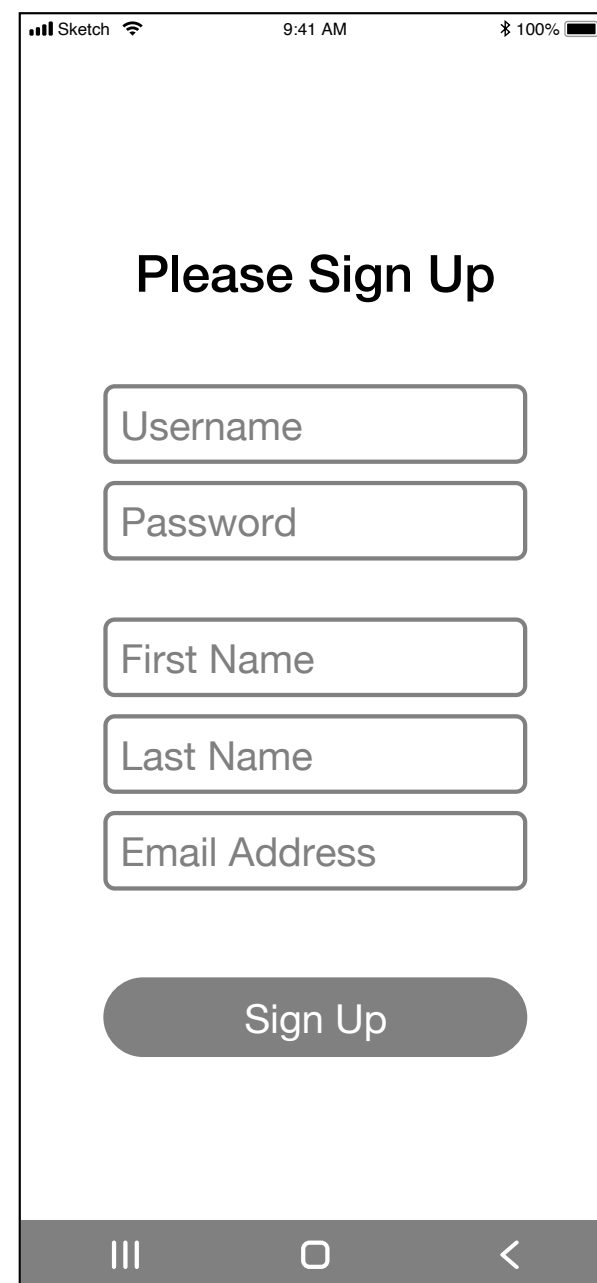 Sketch 9:41 AM 100%
Please Sign Up
Username
Password
First Name
Last Name
Email Address
Sign Up